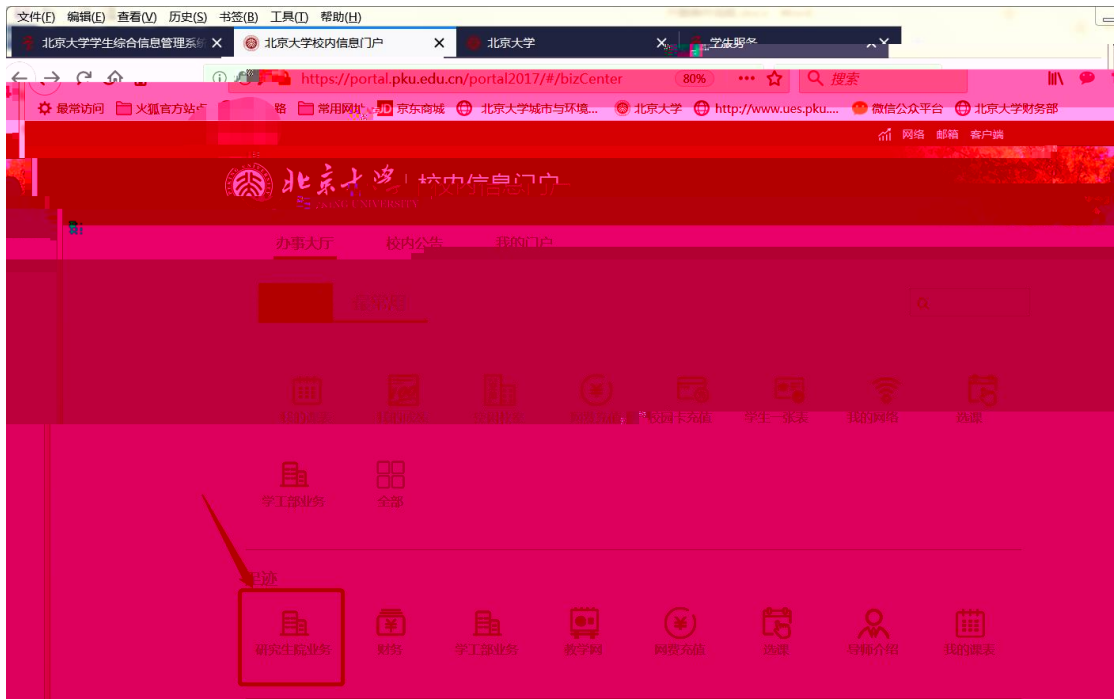 文件(F) 编辑(E) 查看(V) 历史(S) 书签(B) 工具(T) 帮助(H)
北京大学学生综合信息管理系统 × 北京大学校内信息门户 × 北京大学 ×
https://portal.pku.edu.cn/portal2017/#/bizCenter 80% ••• 搜索
最常访问 火狐官方站点 常用网址 JD 京东商城 北京大学城市与环境... 北京大学 http://www.ues.pku.... 微信公众平台 北京大学财务部
网络 邮箱 客户端
北京大学 校内信息门户
UNIVERSITY
办事大厅 校内公告 我的门户
校园卡充值 学生一张表 我的网络 选课
学工部业务 全部
足迹
研究生院业务 财务 学工部业务 教学网 网费充值 选课 导师介绍 我的课表